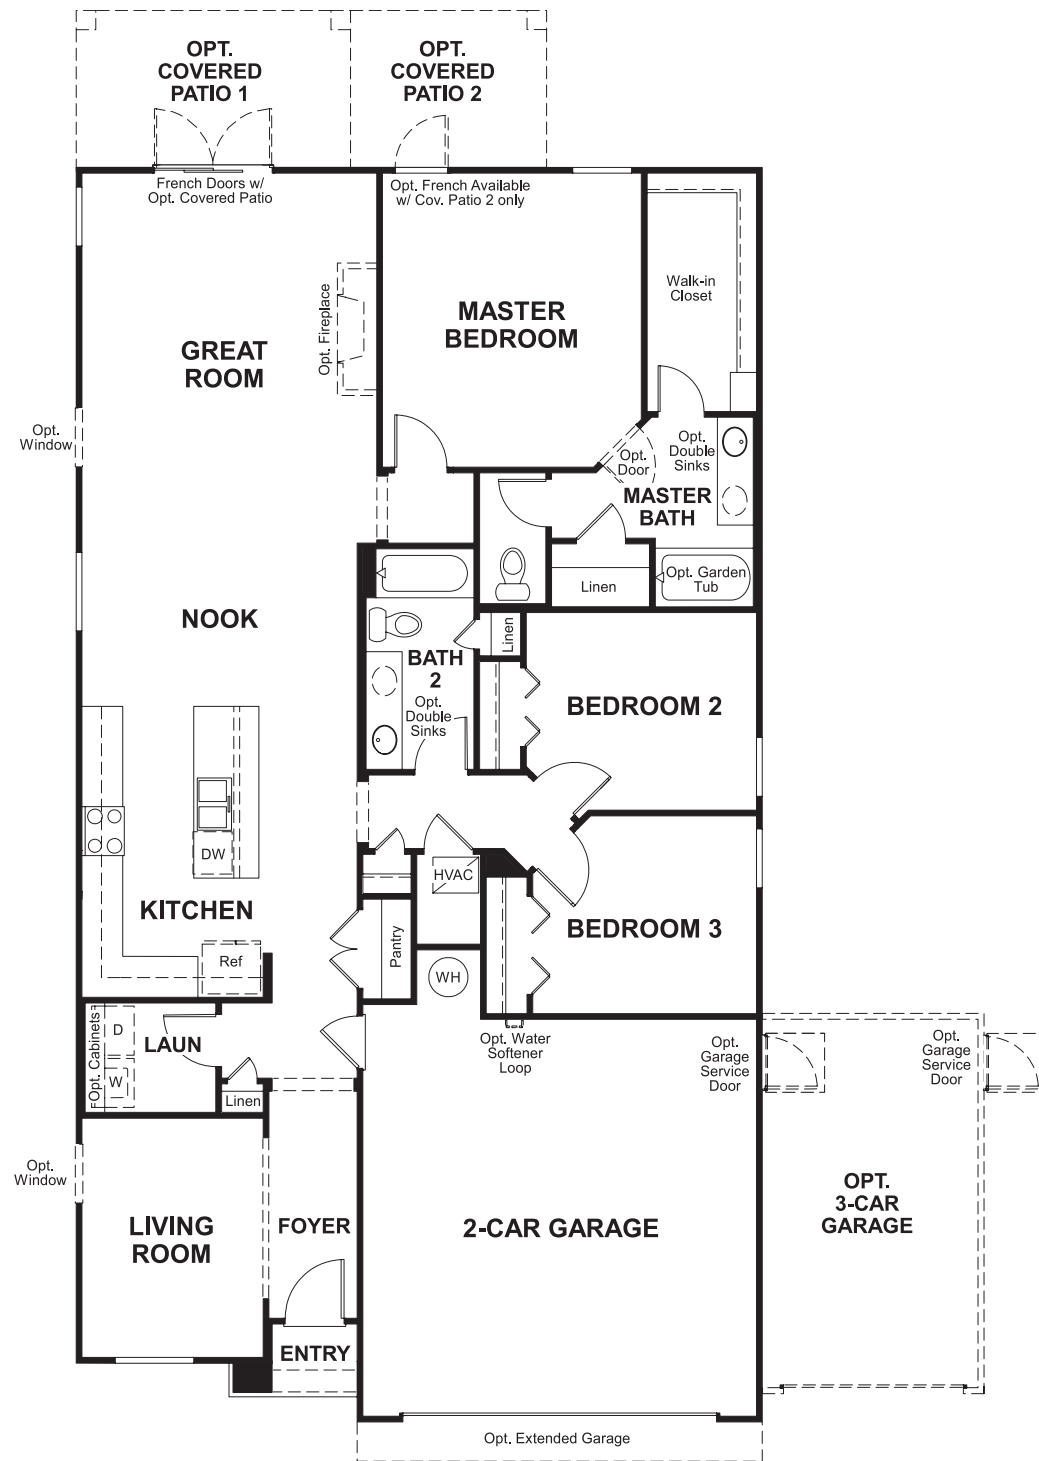 OPT.
COVERED
PATIO 1
OPT.
COVERED
PATIO 2
French Doors w/
Opt. Covered Patio
Opt. French Available
w/ Cov. Patio 2 only
Walk-in
Closet
MASTER
BEDROOM
Opt. Fireplace
GREAT
ROOM
Opt.
Window
Opt.
Door
Opt.
Double
Sinks
MASTER
BATH
Linen
Opt. Garden
Tub
NOOK
Linen
BATH
2
Opt.
Double
Sinks
BEDROOM 2
DW
HVAC
KITCHEN
Pantry
BEDROOM 3
Ref
WH
Opt. Cabinets
D
W
LAUN
Linen
Opt. Water
Softener
Loop
Opt.
Garage
Service
Door
Opt.
Garage
Service
Door
Opt.
Window
LIVING
ROOM
FOYER
2-CAR GARAGE
OPT.
3-CAR
GARAGE
ENTRY
Opt. Extended Garage